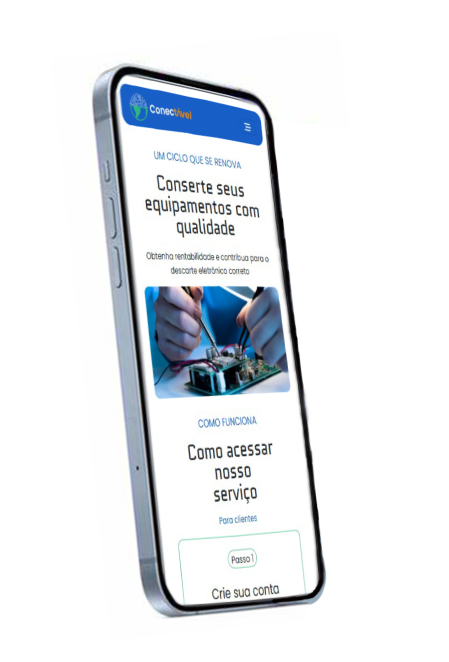 Conectível
UM CICLO QUE SE RENOVA
Conserte seus
equipamentos com
qualidade
Obtenha rentabilidade e contribua para o
descarte eletrônico correto
COMO FUNCIONA
Como acessar
nosso
serviço
Para clientes
Passo 1
Crie sua conta